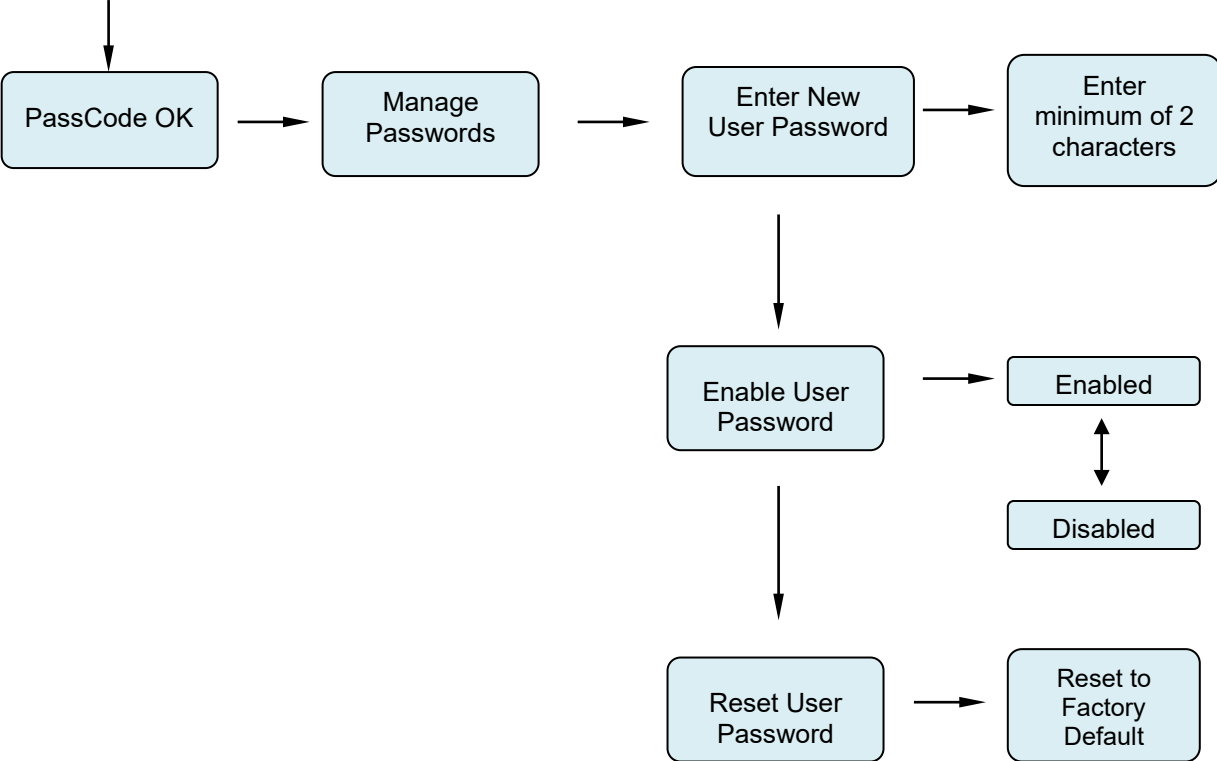 PassCode OK
Manage
Passwords
Enter New
User Password
Enter
minimum of 2
characters
Enable User
Password
Enabled
Disabled
Reset User
Password
Reset to
Factory
Default